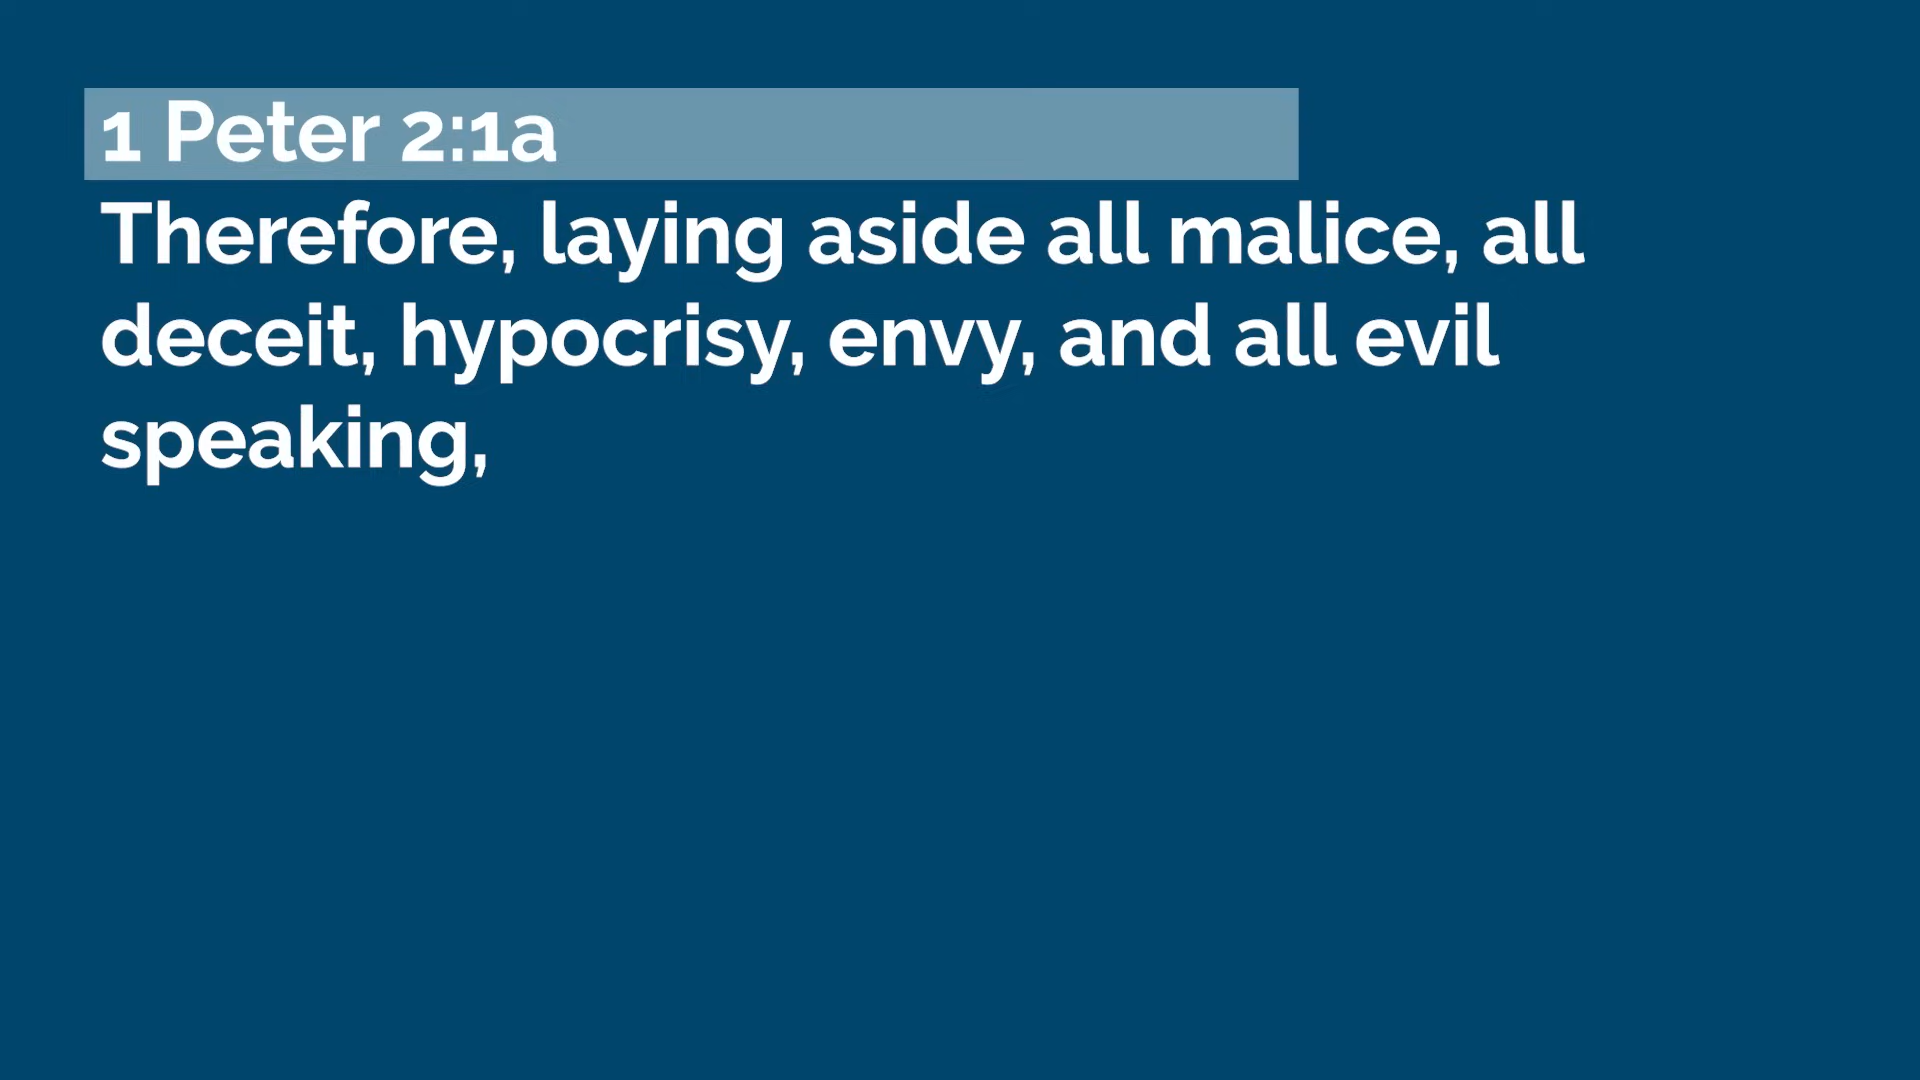 1 Peter 2:1a
Therefore, laying aside all malice, all
deceit, hypocrisy, envy, and all evil
speaking,